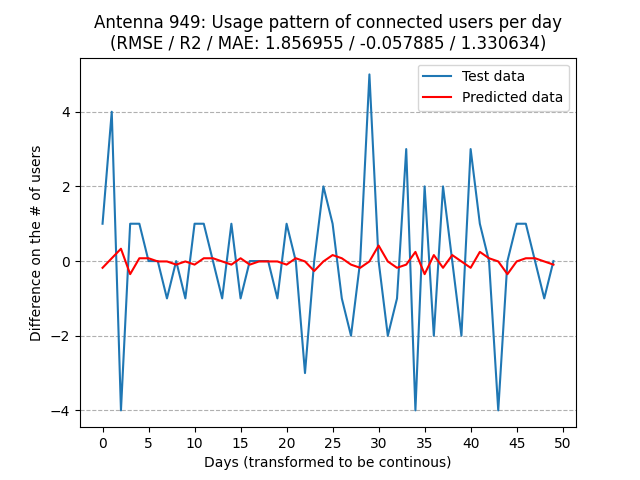 Antenna 949: Usage pattern of connected users per day
(RMSE / R2 / MAE: 1.856955 / -0.057885 / 1.330634)
Test data
Predicted data
Difference on the # of users
4
2
0
−2
−4
0 5 10 15 20 25 30 35 40 45 50
Days (transformed to be continous)